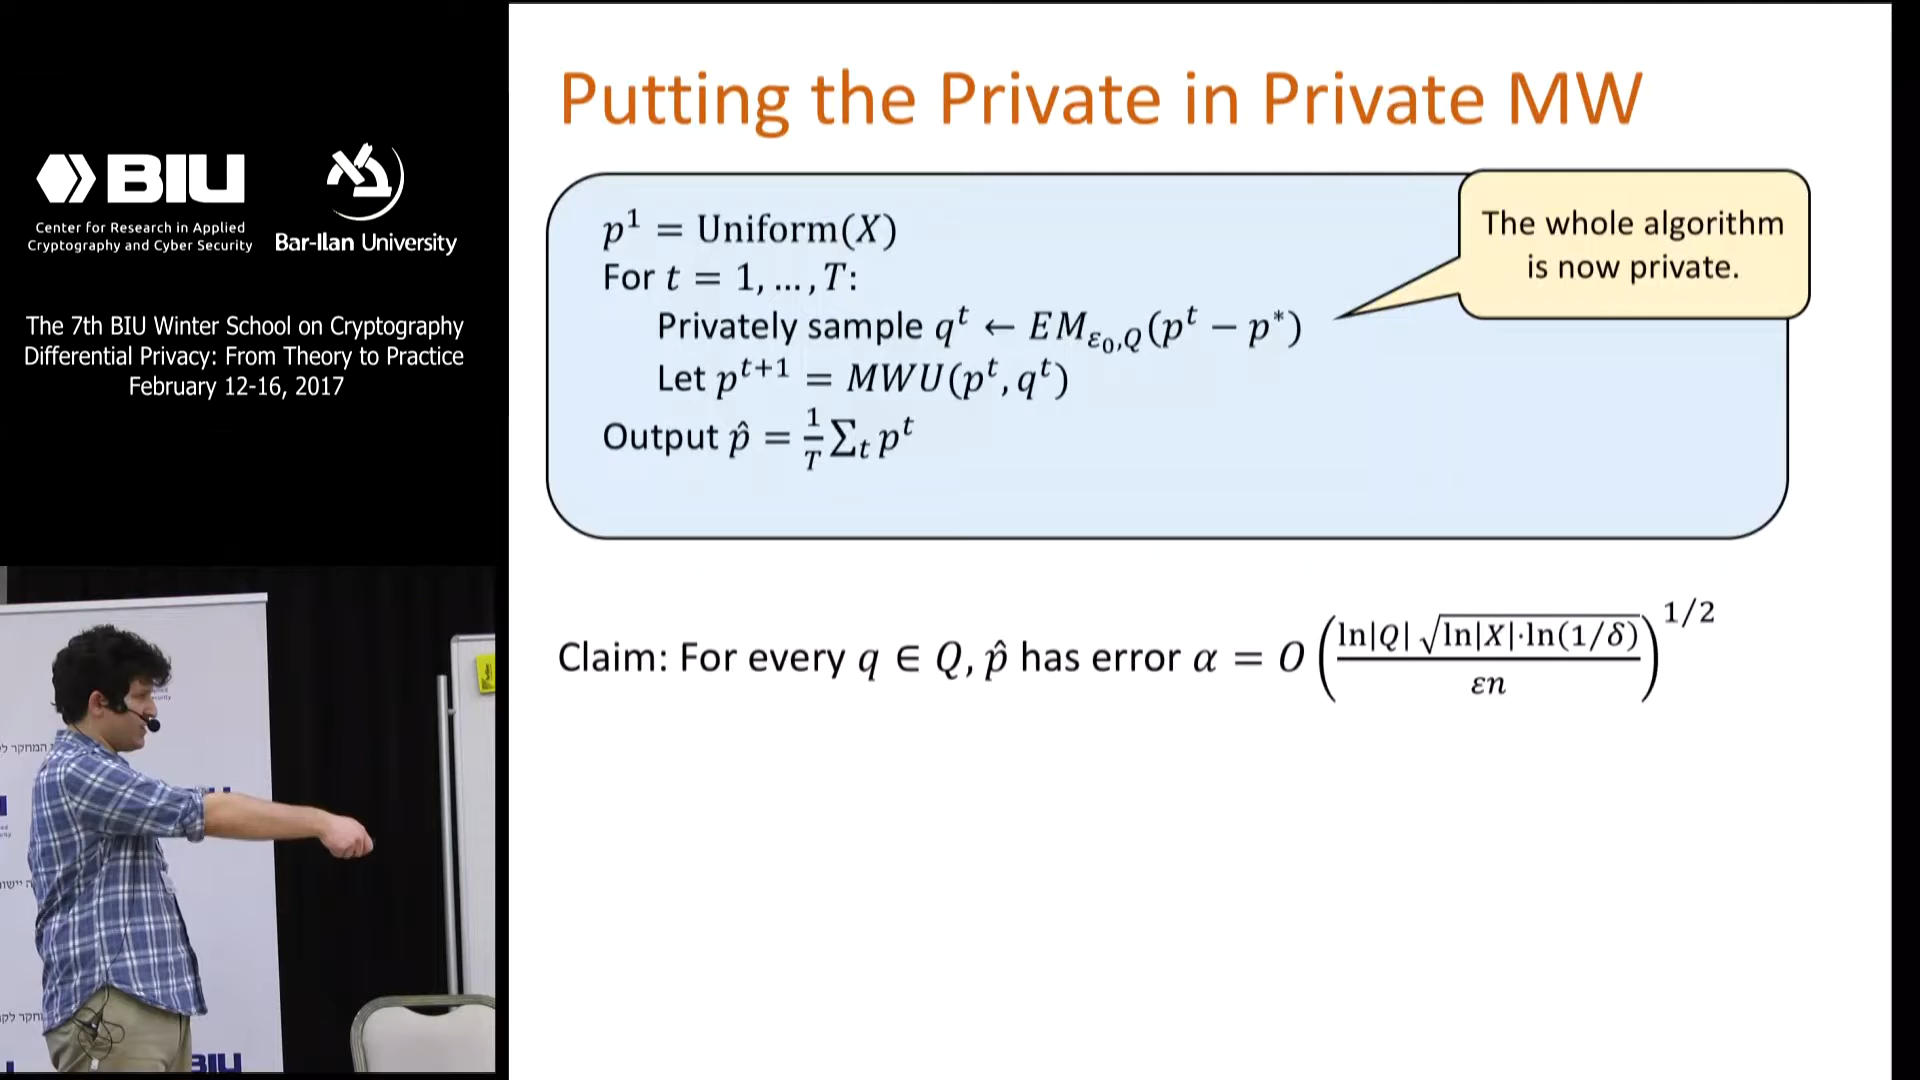 BIU
Center for Research in Applied
Cryptography and Cyber Security
Bar-Ilan University
The 7th BIU Winter School on Cryptography
Differential Privacy: From Theory to Practice
February 12-16, 2017
Putting the Private in Private MW
The whole algorithm
is now private.
p¹ = Uniform(X)
For t = 1, ..., T:
Privately sample qᵗ ← EM_{ε₀,Q}(pᵗ − p*)
Let pᵗ⁺¹ = MWU(pᵗ, qᵗ)
Output p̂ = 1/T ∑ₜ pᵗ
Claim: For every q ∈ Q, p̂ has error α = O( (ln|Q| √(ln|X|·ln(1/δ))) / (εn) )^{1/2}
BIU